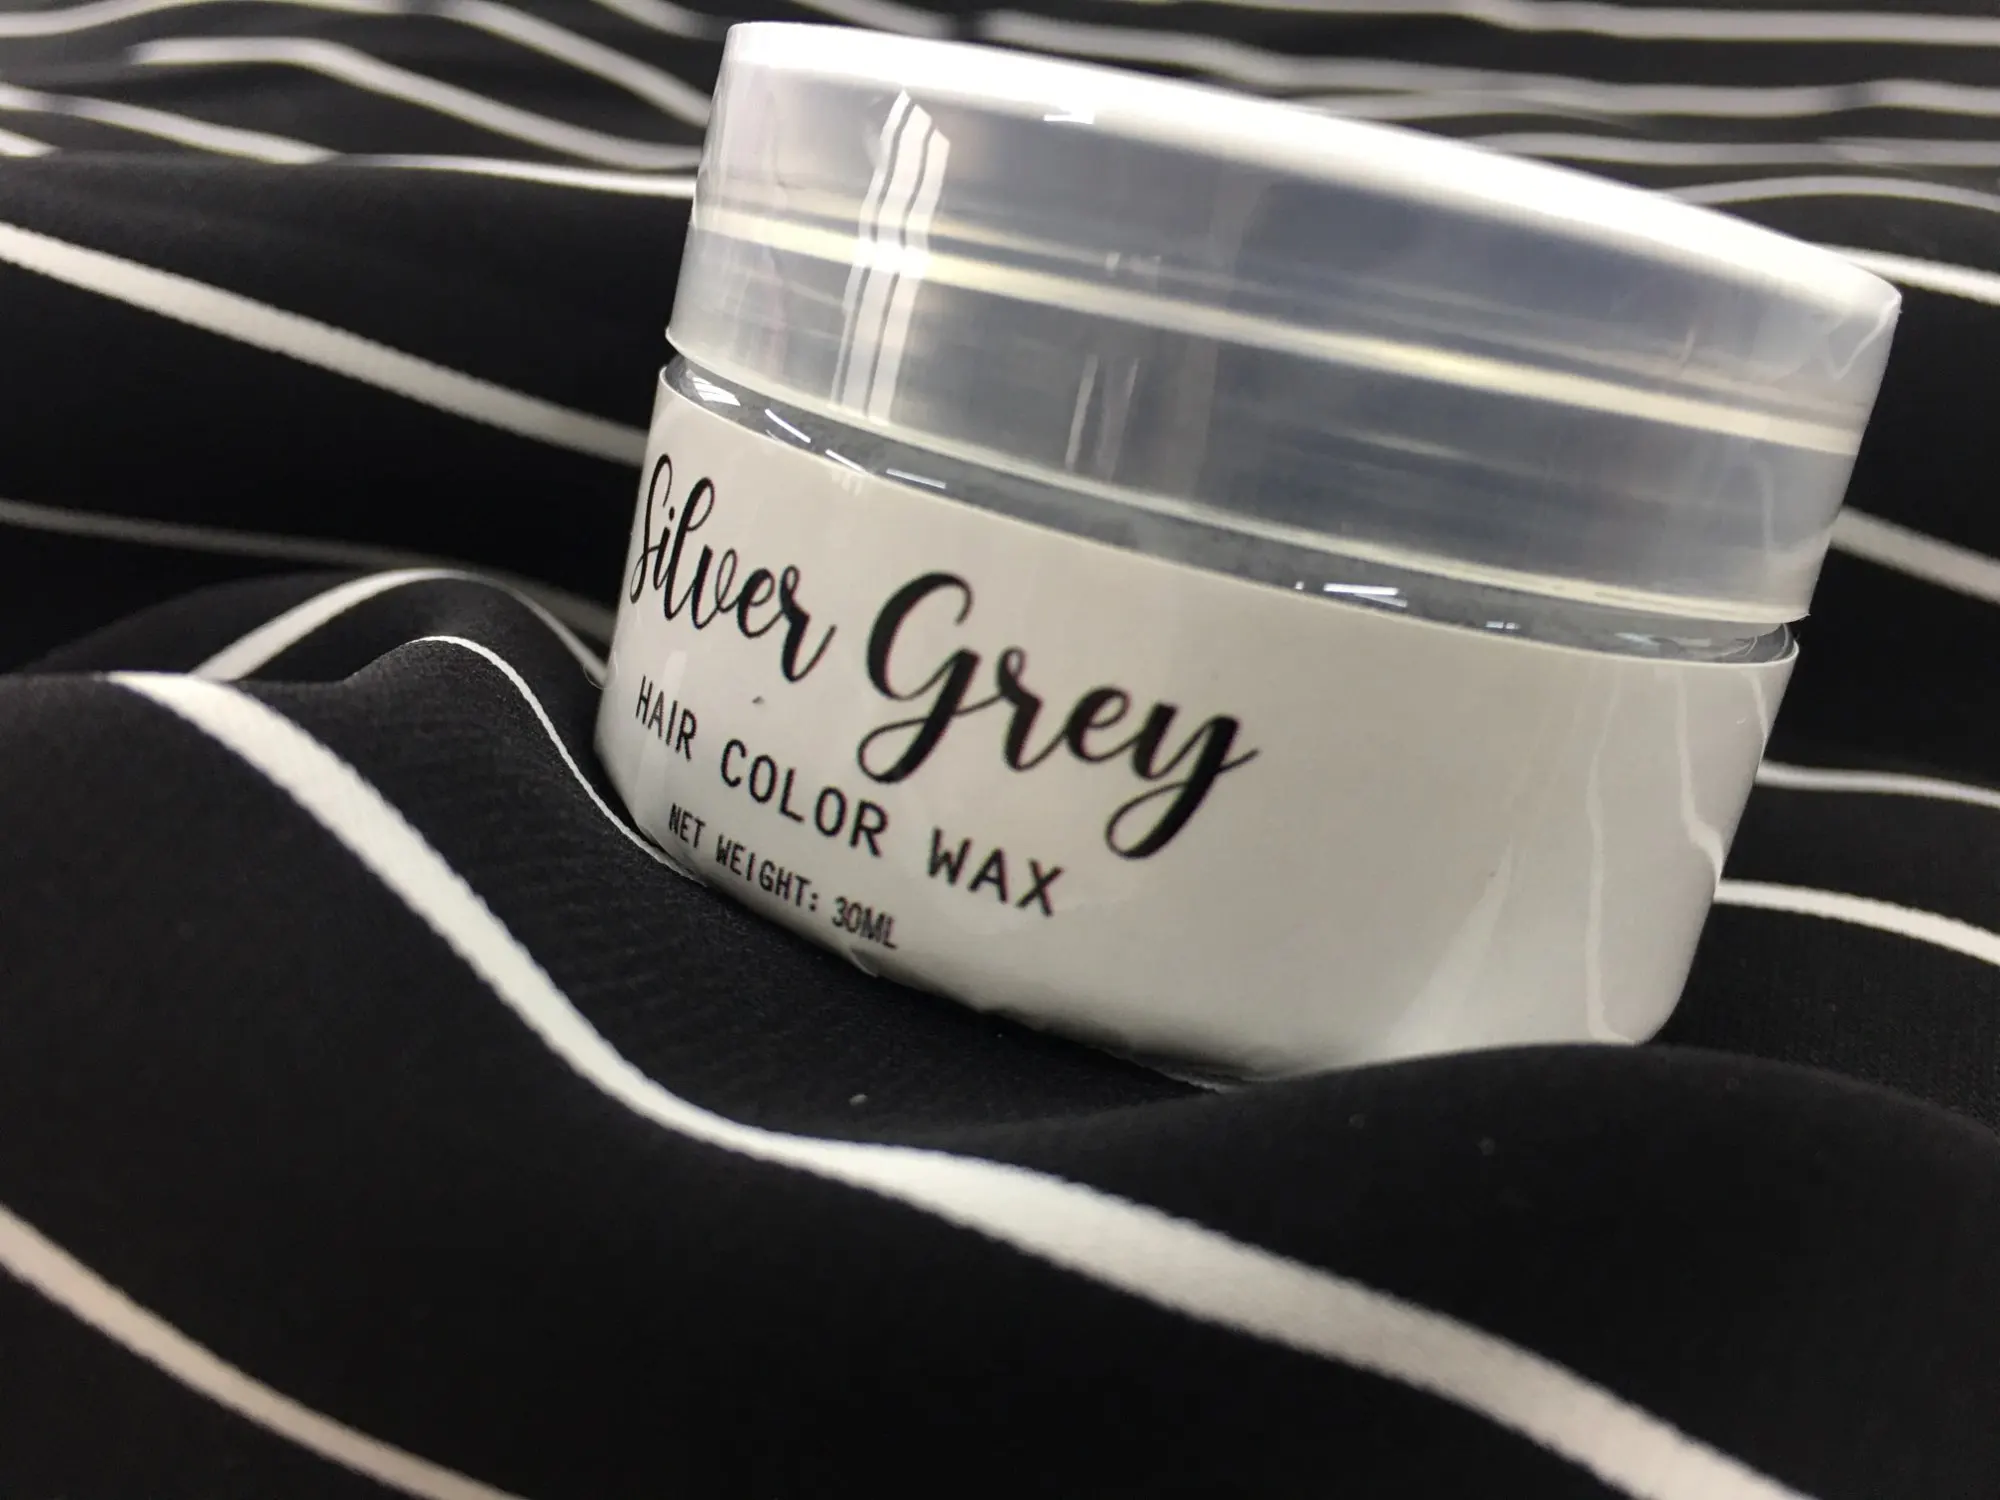 Silver Grey
HAIR COLOR WAX
NET WEIGHT: 30ML